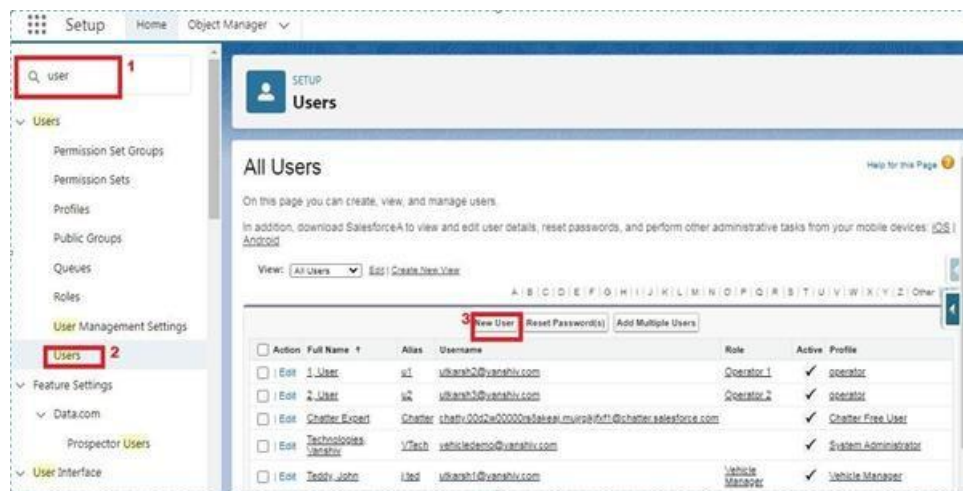 Setup Home Object Manager
user
1
Users
Permission Set Groups
Permission Sets
Profiles
Public Groups
Queues
Roles
User Management Settings
Users 2
Feature Settings
Data.com
Prospector Users
User Interface
SETUP
Users
All Users
Help for this Page
On this page you can create, view, and manage users.
In addition, download SalesforceA to view and edit user details, reset passwords, and perform other administrative tasks from your mobile devices: iOS |
Android
View: All Users Edit | Create New View
A | B | C | D | E | F | G | H | I | J | K | L | M | N | O | P | Q | R | S | T | U | V | W | X | Y | Z | Other
3 New User Reset Password(s) Add Multiple Users
Action Full Name ↑ Alias Username Role Active Profile
Edit 1, User u1 utkarsh2@vanshiv.com Operator 1 operator
Edit 2, User u2 utkarsh3@vanshiv.com Operator 2 operator
Edit Chatter Expert Chatter Chatter Free User
Edit Technologies, Vanshiv VTech vehicledemo@vanshiv.com System Administrator
Edit Teddy, John utkarsh1@vanshiv.com Vehicle Manager Vehicle Manager